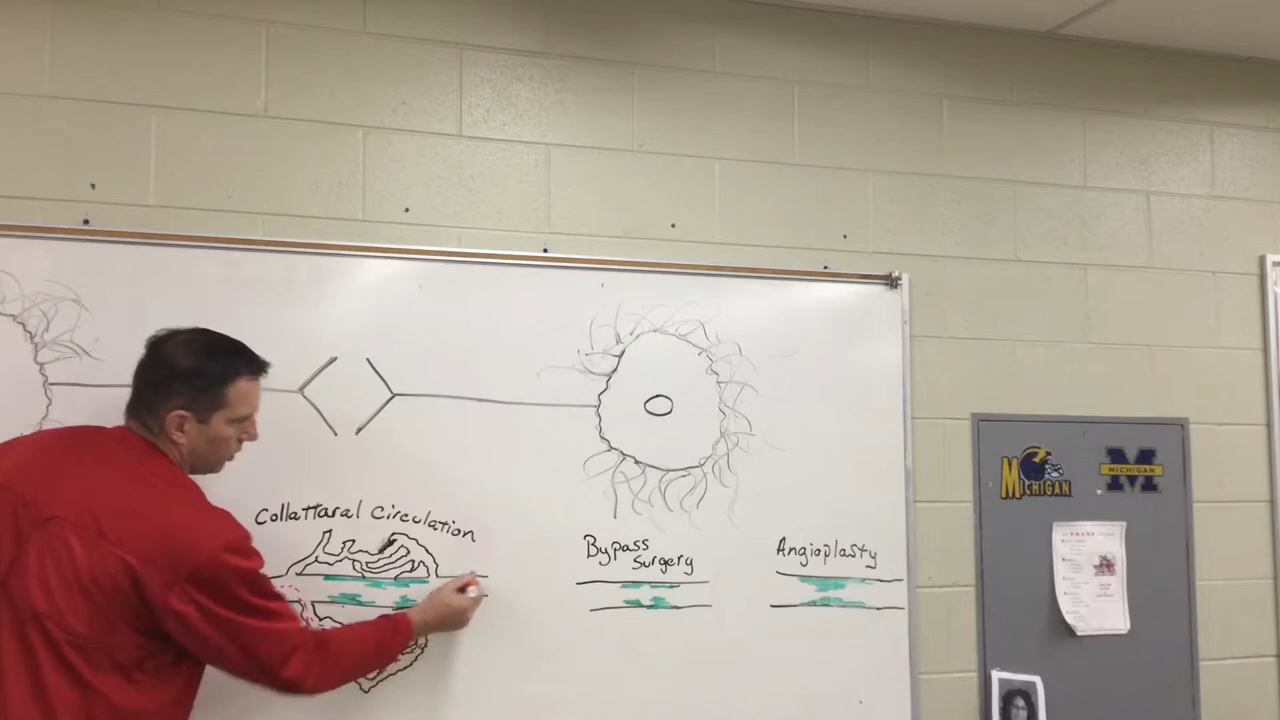 Collattaral Circulation
Bypass
Surgery
Angioplasty
MICHIGAN
MICHIGAN